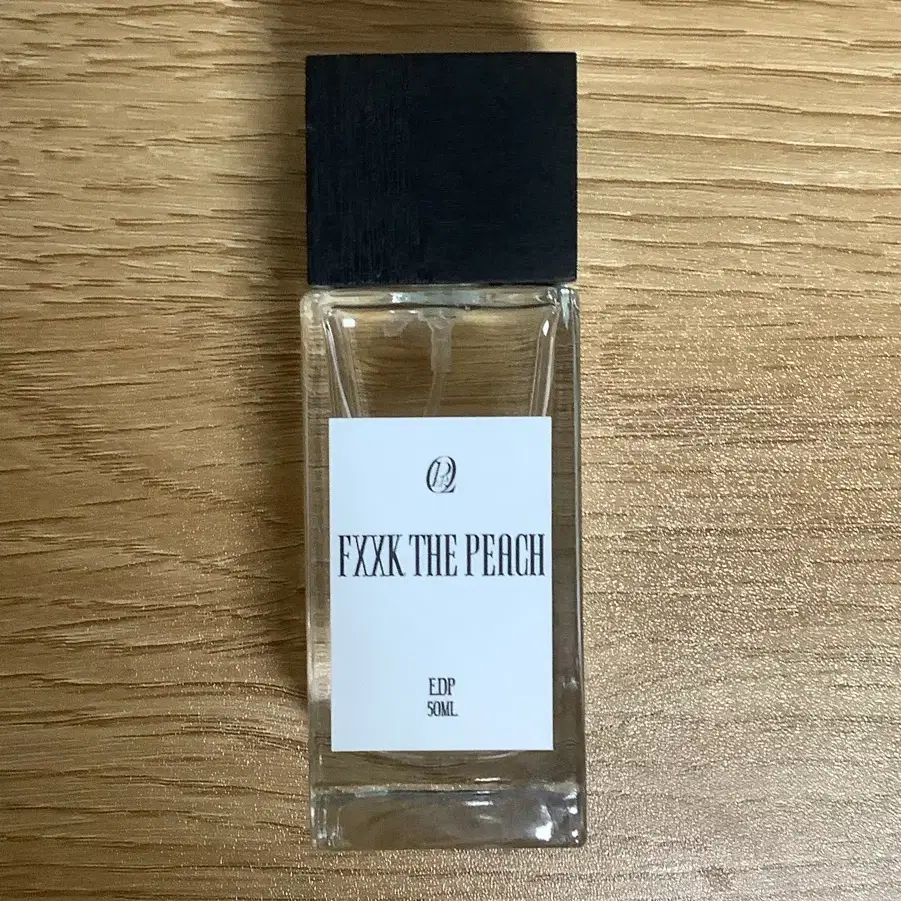 FXXK THE PEACH
EDP
50ML